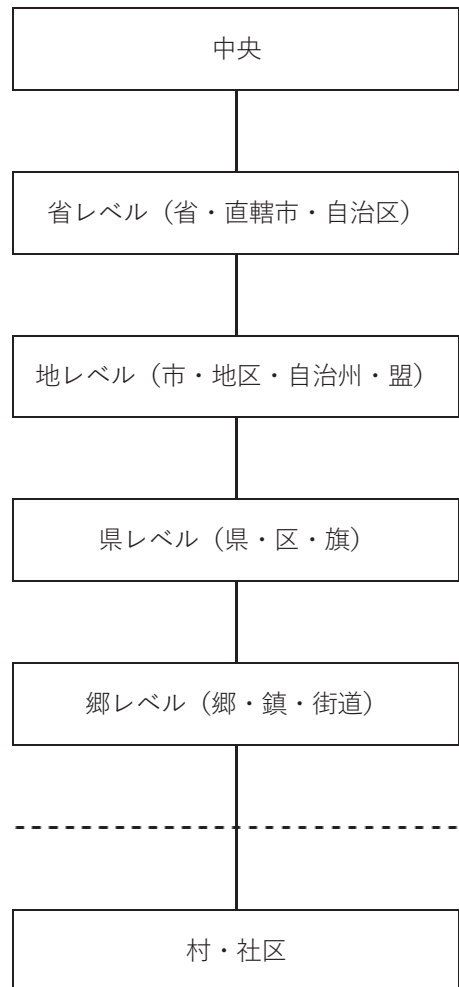 中央
省レベル（省・直轄市・自治区）
地レベル（市・地区・自治州・盟）
県レベル（県・区・旗）
郷レベル（郷・鎮・街道）
村・社区